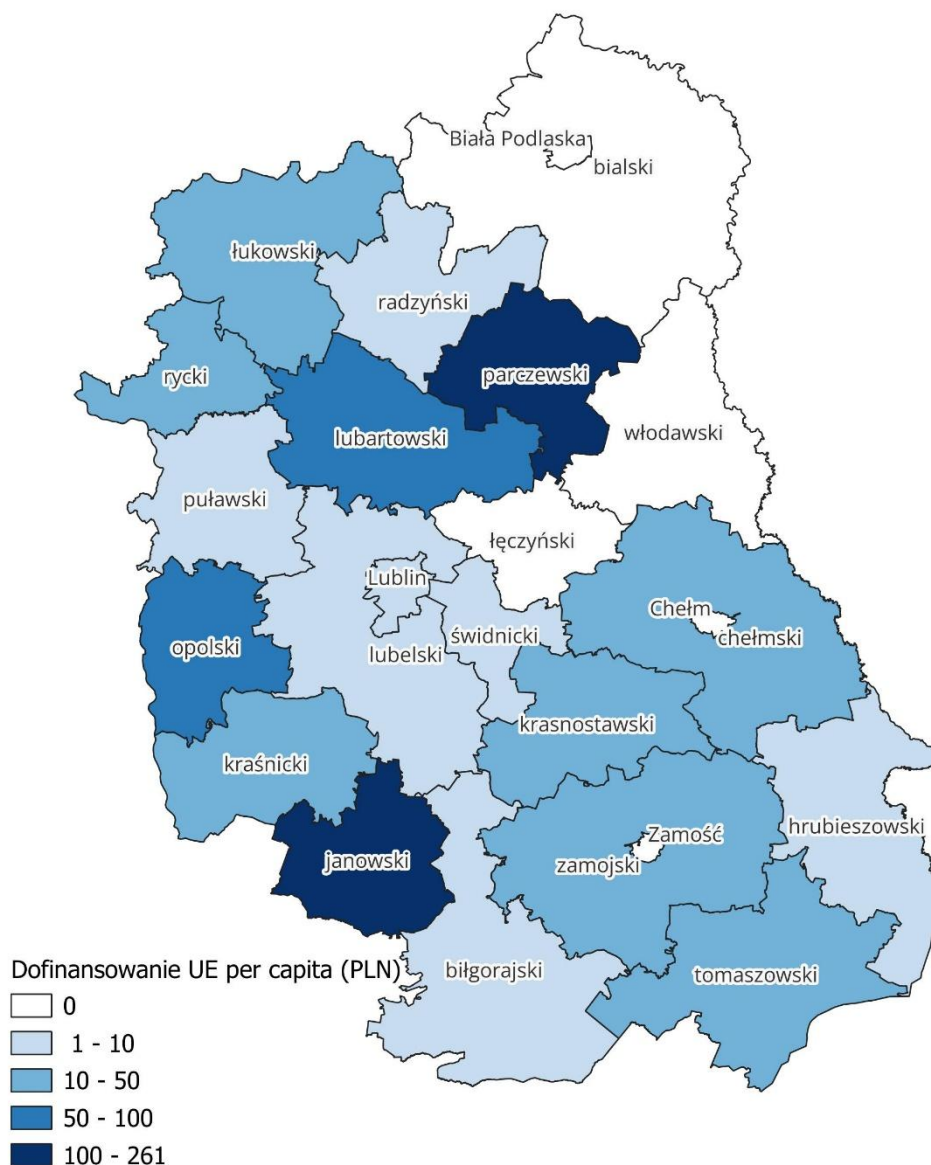 Biała Podlaska
bialski
łukowski
radzyński
rycki
parczewski
lubartowski
włodawski
puławski
łęczyński
Lublin
Chełm
chełmski
świdnicki
opolski
lubelski
krasnostawski
kraśnicki
hrubieszowski
Zamość
janowski
zamojski
biłgorajski
tomaszowski
Dofinansowanie UE per capita (PLN)
0
1 - 10
10 - 50
50 - 100
100 - 261